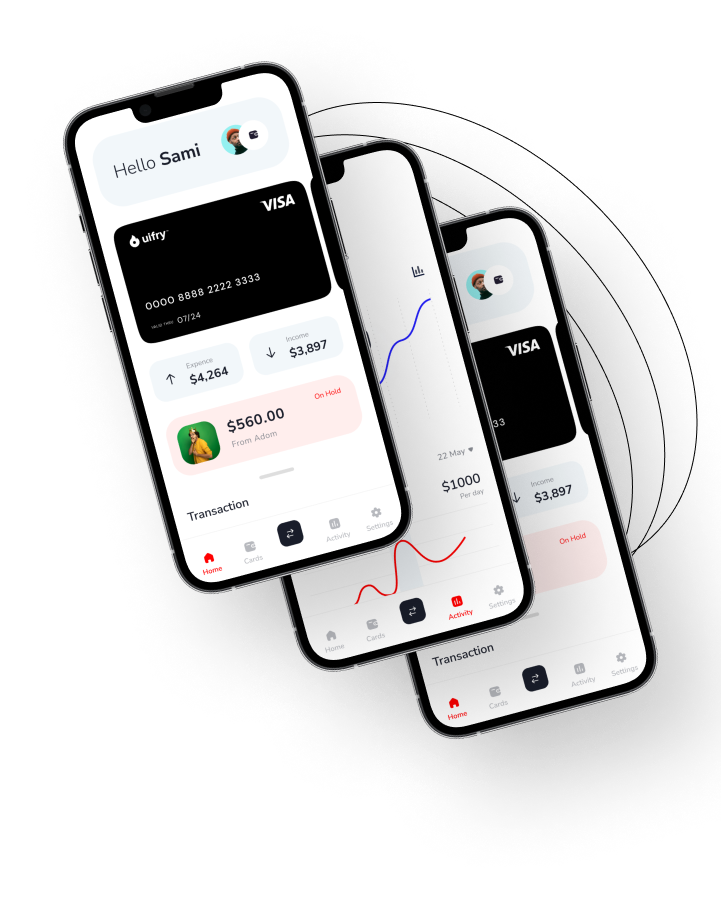 Hello Sami
VISA
uifry
0000 8888 2222 3333
VALID THRU 07/24
Expence
$4,264
Income
$3,897
$560.00
From Adom
On Hold
Transaction
Home
Cards
Activity
Settings
22 May
$1000
Per day
Home
Cards
Activity
Settings
VISA
33
Income
$3,897
On Hold
Transaction
Home
Cards
Activity
Settings